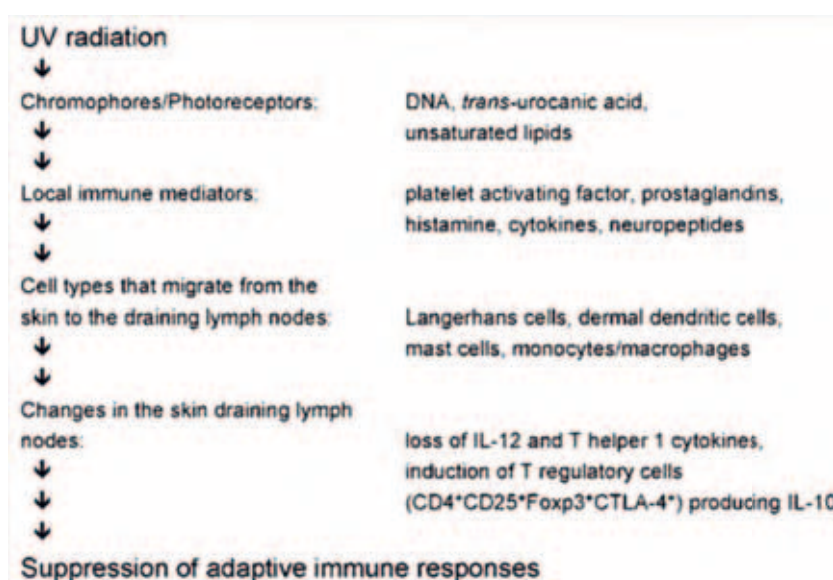 UV radiation
↓
Chromophores/Photoreceptors: DNA, trans-urocanic acid,
↓ unsaturated lipids
↓
Local immune mediators: platelet activating factor, prostaglandins,
↓ histamine, cytokines, neuropeptides
↓
Cell types that migrate from the
skin to the draining lymph nodes: Langerhans cells, dermal dendritic cells,
↓ mast cells, monocytes/macrophages
↓
Changes in the skin draining lymph
nodes: loss of IL-12 and T helper 1 cytokines,
↓ induction of T regulatory cells
↓ (CD4⁺CD25⁺Foxp3⁺CTLA-4⁺) producing IL-10
↓
Suppression of adaptive immune responses